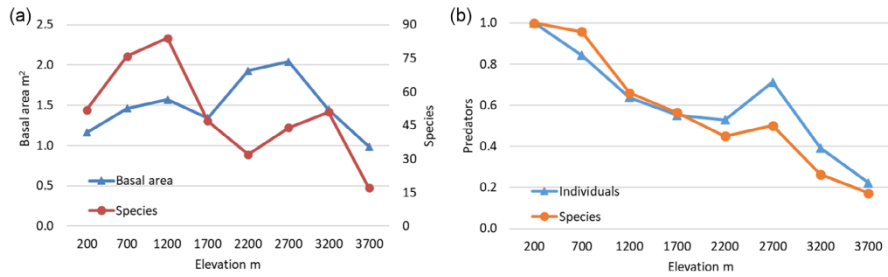 (a)
2.5
2.0
1.5
1.0
0.5
0.0
Basal area m²
90
75
60
45
30
15
0
Species
Basal area
Species
200 700 1200 1700 2200 2700 3200 3700
Elevation m
(b)
1.0
0.8
0.6
0.4
0.2
0.0
Predators
Individuals
Species
200 700 1200 1700 2200 2700 3200 3700
Elevation m